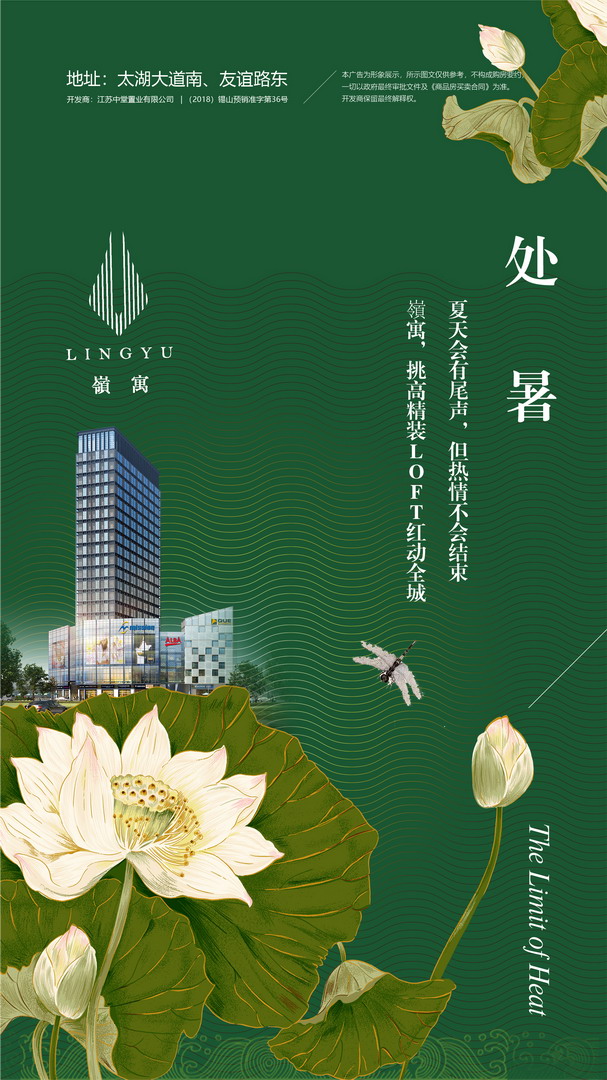 地址：太湖大道南、友谊路东
开发商：江苏中堂置业有限公司 |（2018）锡山预销准字第36号
本广告为形象展示，所示图文仅供参考，不构成购房要约，
一切以政府最终审批文件及《商品房买卖合同》为准。
开发商保留最终解释权。
处暑
夏天会有尾声，但热情不会结束
嶺寓，挑高精装LOFT红动全城
LINGYU
嶺寓
The Limit of Heat